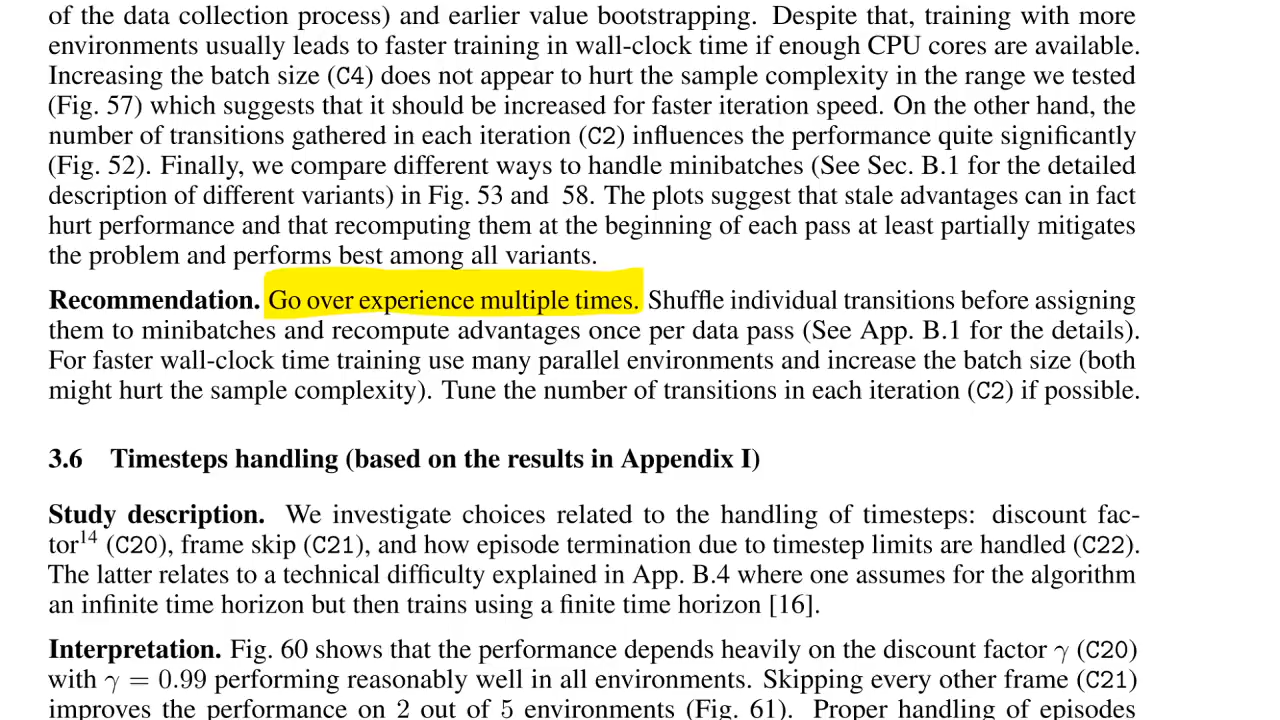 of the data collection process) and earlier value bootstrapping. Despite that, training with more
environments usually leads to faster training in wall-clock time if enough CPU cores are available.
Increasing the batch size (C4) does not appear to hurt the sample complexity in the range we tested
(Fig. 57) which suggests that it should be increased for faster iteration speed. On the other hand, the
number of transitions gathered in each iteration (C2) influences the performance quite significantly
(Fig. 52). Finally, we compare different ways to handle minibatches (See Sec. B.1 for the detailed
description of different variants) in Fig. 53 and 58. The plots suggest that stale advantages can in fact
hurt performance and that recomputing them at the beginning of each pass at least partially mitigates
the problem and performs best among all variants.
Recommendation. Go over experience multiple times. Shuffle individual transitions before assigning
them to minibatches and recompute advantages once per data pass (See App. B.1 for the details).
For faster wall-clock time training use many parallel environments and increase the batch size (both
might hurt the sample complexity). Tune the number of transitions in each iteration (C2) if possible.
3.6 Timesteps handling (based on the results in Appendix I)
Study description. We investigate choices related to the handling of timesteps: discount fac-
tor14 (C20), frame skip (C21), and how episode termination due to timestep limits are handled (C22).
The latter relates to a technical difficulty explained in App. B.4 where one assumes for the algorithm
an infinite time horizon but then trains using a finite time horizon [16].
Interpretation. Fig. 60 shows that the performance depends heavily on the discount factor γ (C20)
with γ = 0.99 performing reasonably well in all environments. Skipping every other frame (C21)
improves the performance on 2 out of 5 environments (Fig. 61). Proper handling of episodes